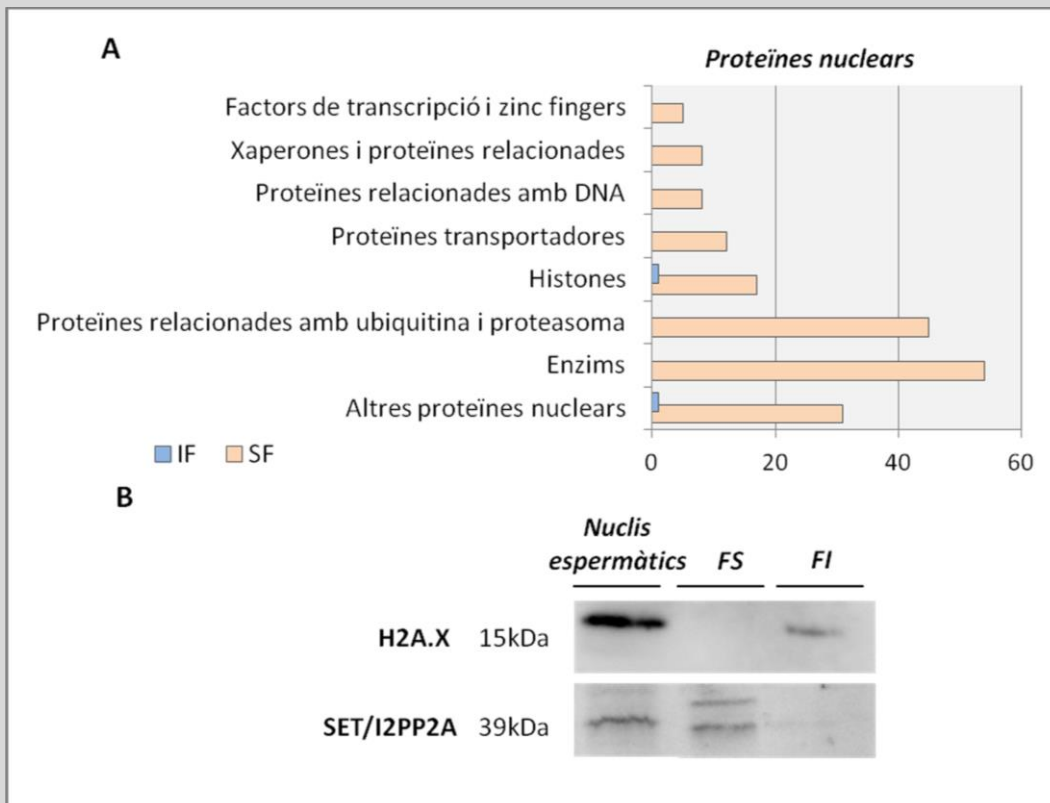 A
Proteïnes nuclears
Factors de transcripció i zinc fingers
Xaperones i proteïnes relacionades
Proteïnes relacionades amb DNA
Proteïnes transportadores
Histones
Proteïnes relacionades amb ubiquitina i proteasoma
Enzims
Altres proteïnes nuclears
IF SF
0 20 40 60
B
Nuclis
espermàtics FS FI
H2A.X 15kDa
SET/I2PP2A 39kDa